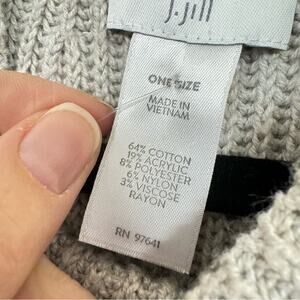 J.Jill
ONE SIZE
MADE IN
VIETNAM
64% COTTON
19% ACRYLIC
8% POLYESTER
6% NYLON
3% VISCOSE
RAYON
RN 97641